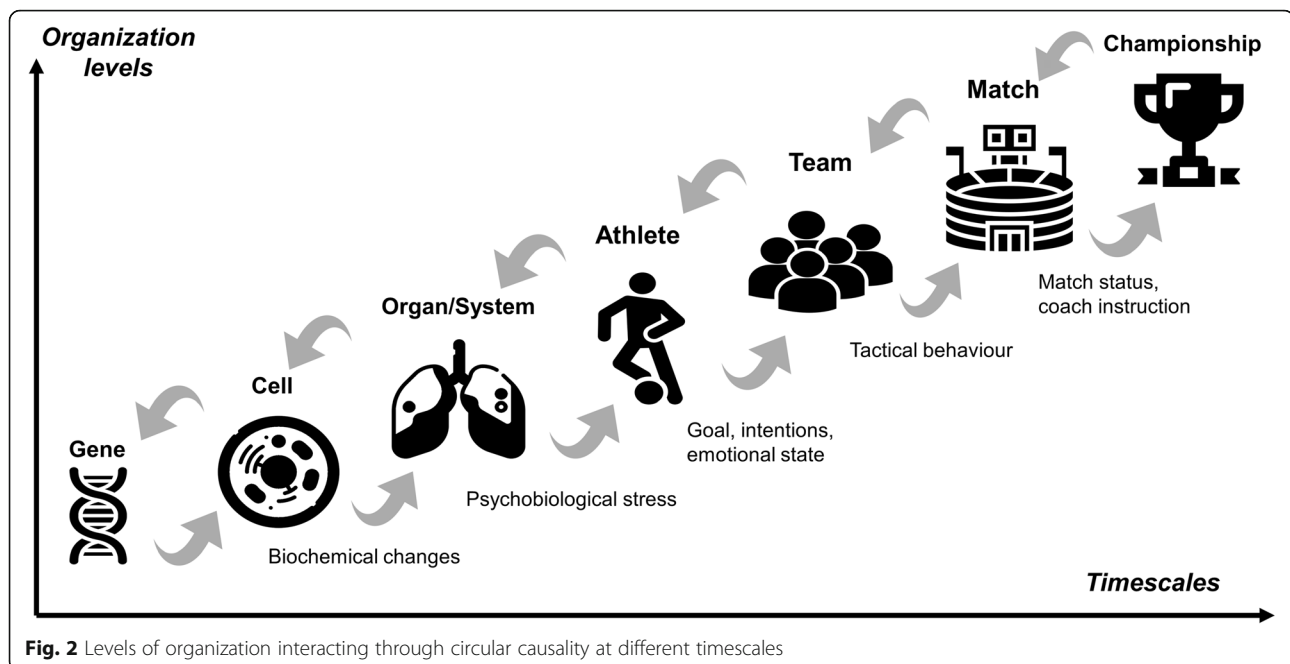 Organization
levels
Championship
Match
Team
Athlete
Organ/System
Cell
Gene
Match status,
coach instruction
Tactical behaviour
Goal, intentions,
emotional state
Psychobiological stress
Biochemical changes
Timescales
Fig. 2 Levels of organization interacting through circular causality at different timescales